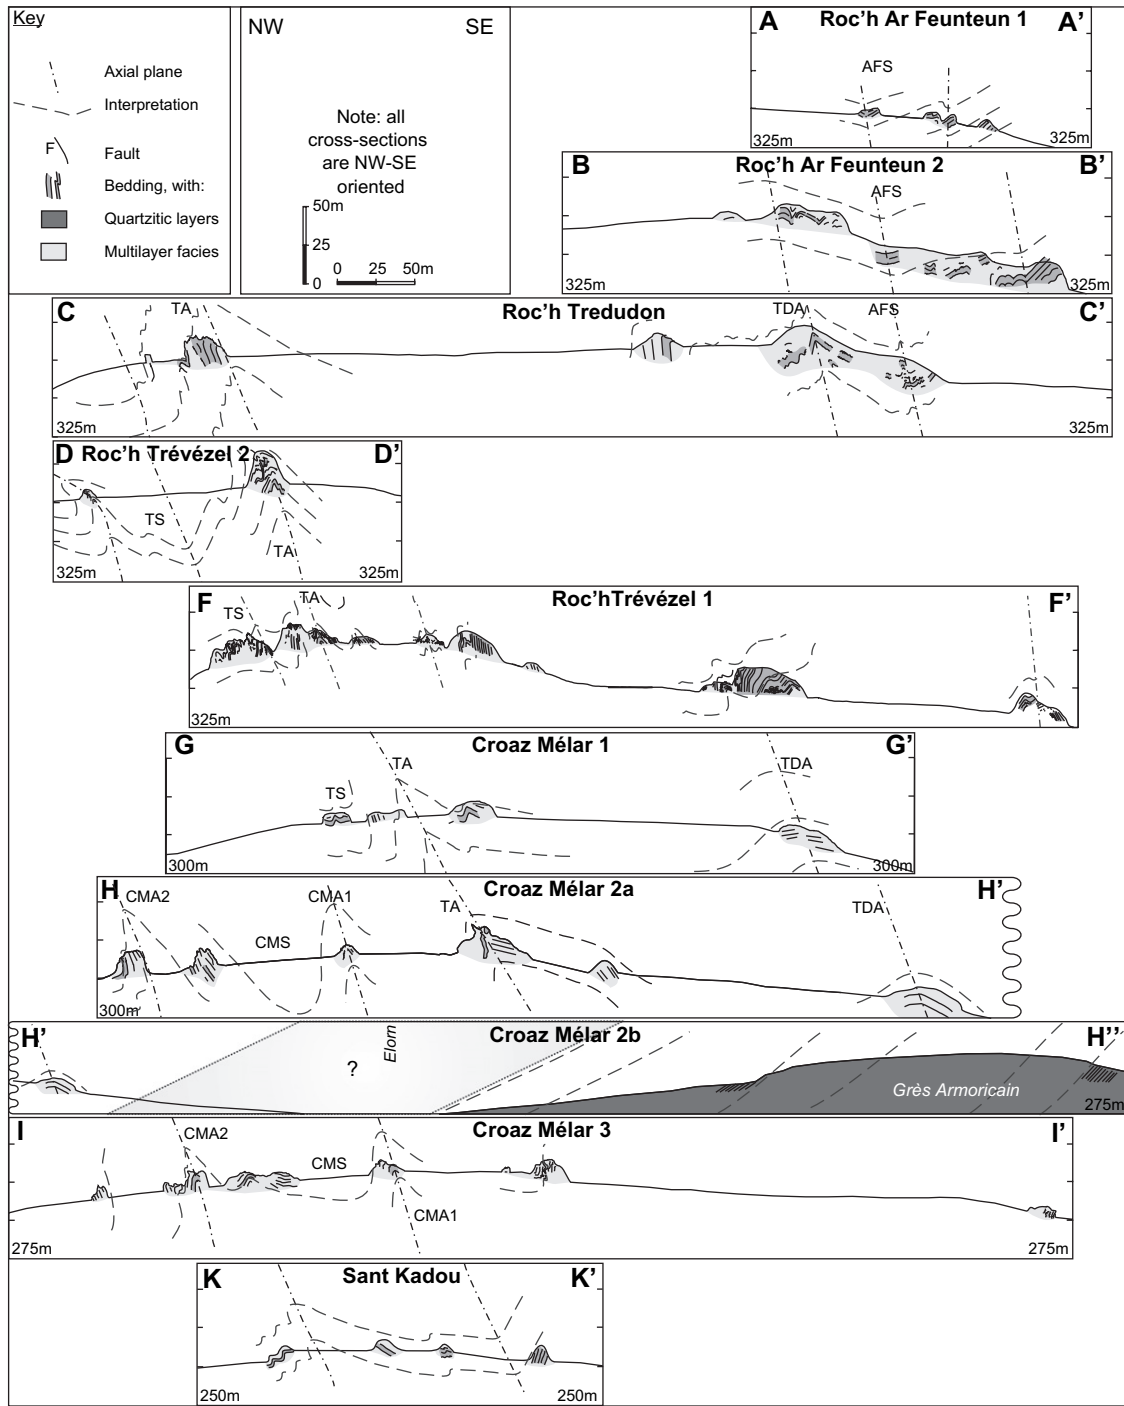 Key
Axial plane
Interpretation
F
Fault
Bedding, with:
Quartzitic layers
Multilayer facies
NW SE
Note: all
cross-sections
are NW-SE
oriented
50m
25
0
0 25 50m
A Roc'h Ar Feunteun 1 A'
AFS
325m 325m
B Roc'h Ar Feunteun 2 B'
AFS
325m 325m
C Roc'h Tredudon C'
TA TDA AFS
325m 325m
D Roc'h Trévézel 2 D'
TS
TA
325m 325m
F Roc'hTrévézel 1 F'
TS TA
325m
G Croaz Mélar 1 G'
TS TA TDA
300m 300m
H Croaz Mélar 2a H'
CMA2 CMA1 TA TDA
CMS
300m
H' Croaz Mélar 2b H''
Elorn
?
Grès Armoricain
275m
I Croaz Mélar 3 I'
CMA2
CMS
CMA1
275m 275m
K Sant Kadou K'
250m 250m